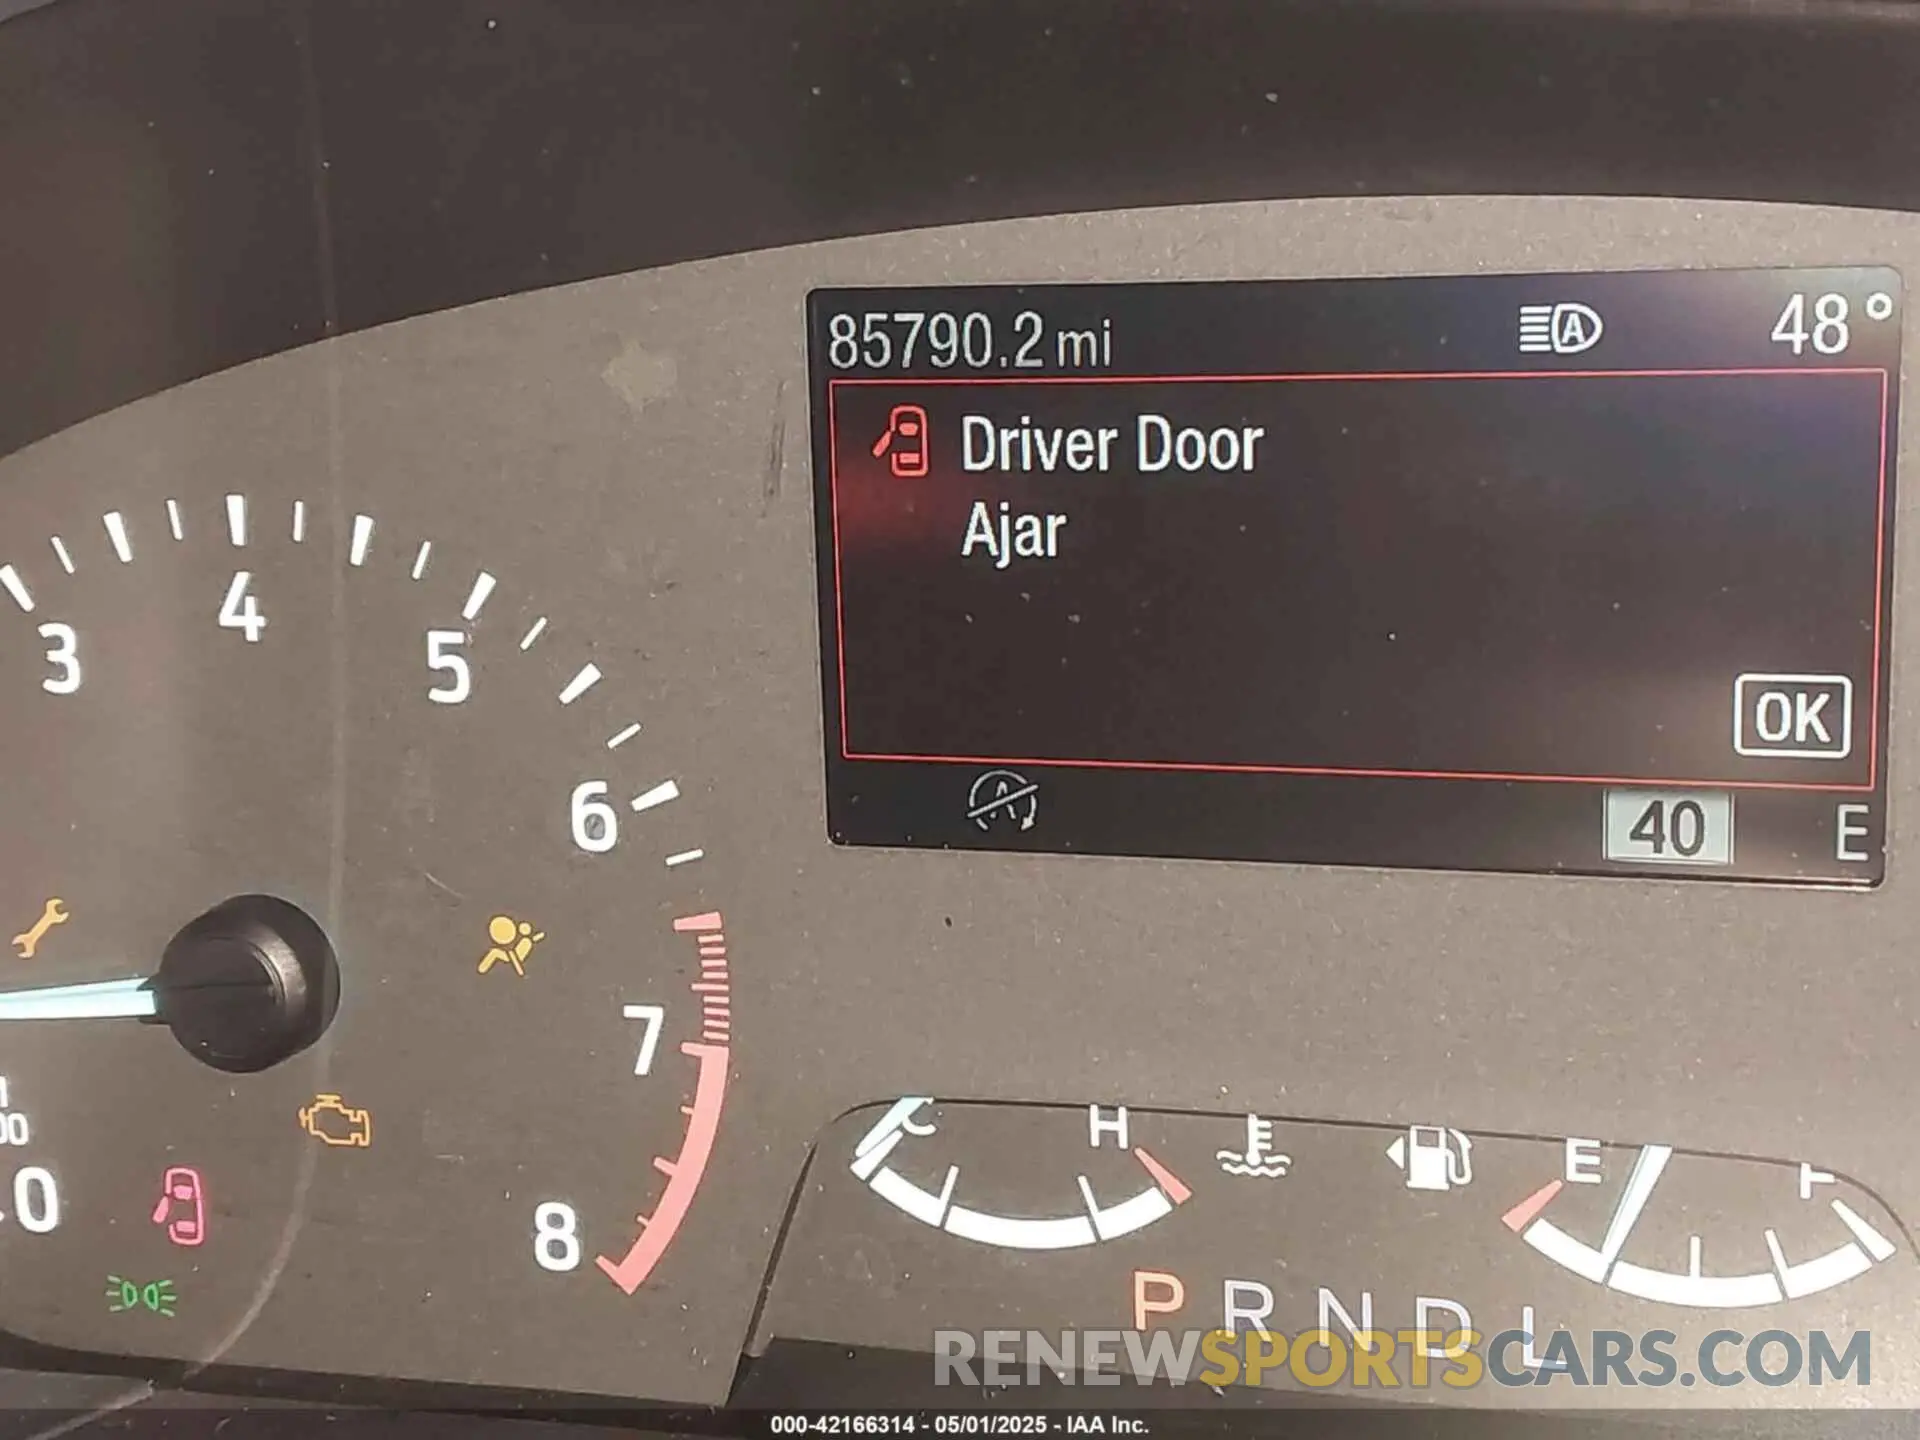 85790.2 mi 48°
Driver Door
Ajar
OK
40 E
3 4 5 6 7 8
0
C H E F
P R N D L
RENEWSPORTSCARS.COM
000-42166314 - 05/01/2025 - IAA Inc.